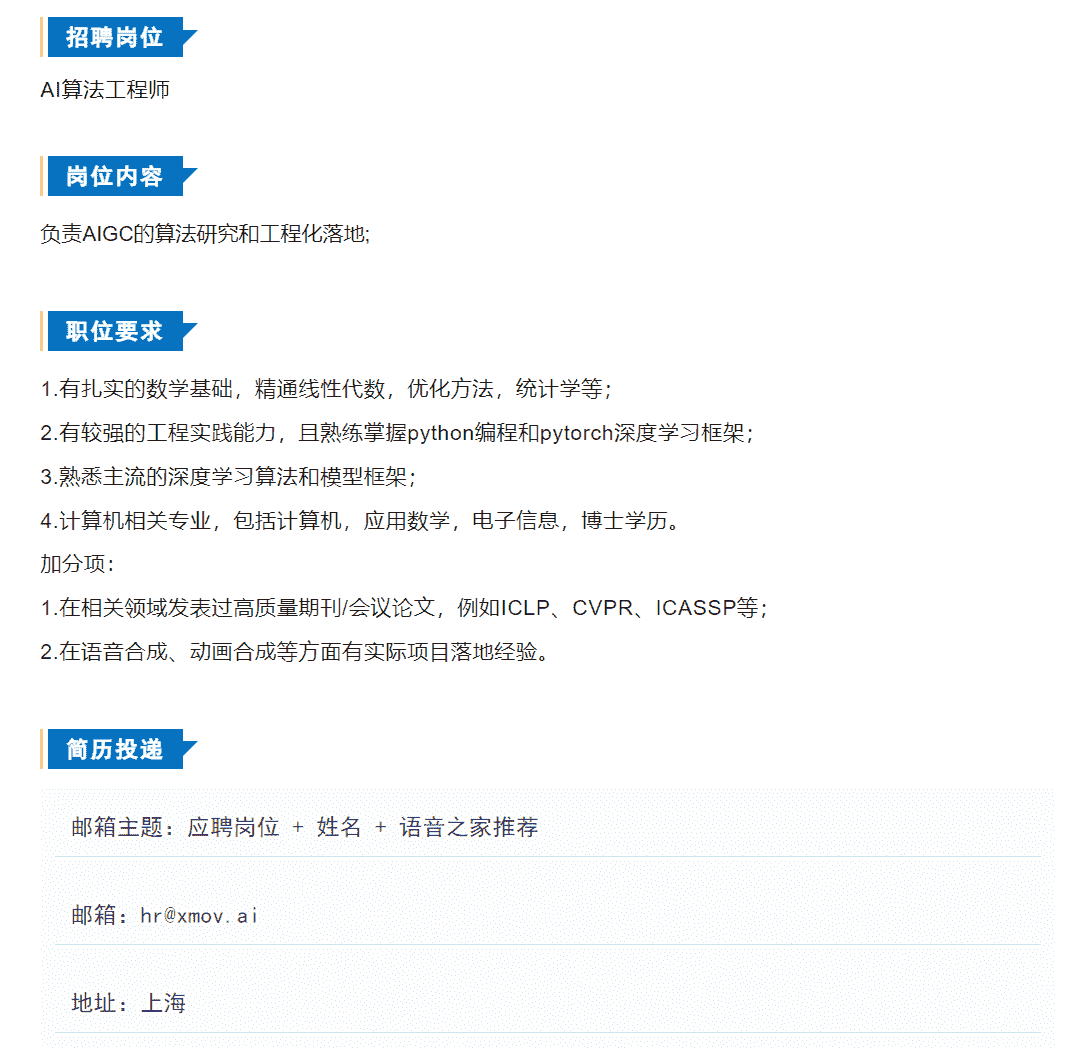 招聘岗位
AI算法工程师
岗位内容
负责AIGC的算法研究和工程化落地;
职位要求
1.有扎实的数学基础，精通线性代数，优化方法，统计学等；
2.有较强的工程实践能力，且熟练掌握python编程和pytorch深度学习框架；
3.熟悉主流的深度学习算法和模型框架；
4.计算机相关专业，包括计算机，应用数学，电子信息，博士学历。
加分项：
1.在相关领域发表过高质量期刊/会议论文，例如ICLP、CVPR、ICASSP等；
2.在语音合成、动画合成等方面有实际项目落地经验。
简历投递
邮箱主题：应聘岗位 + 姓名 + 语音之家推荐
邮箱：hr@xmov.ai
地址：上海